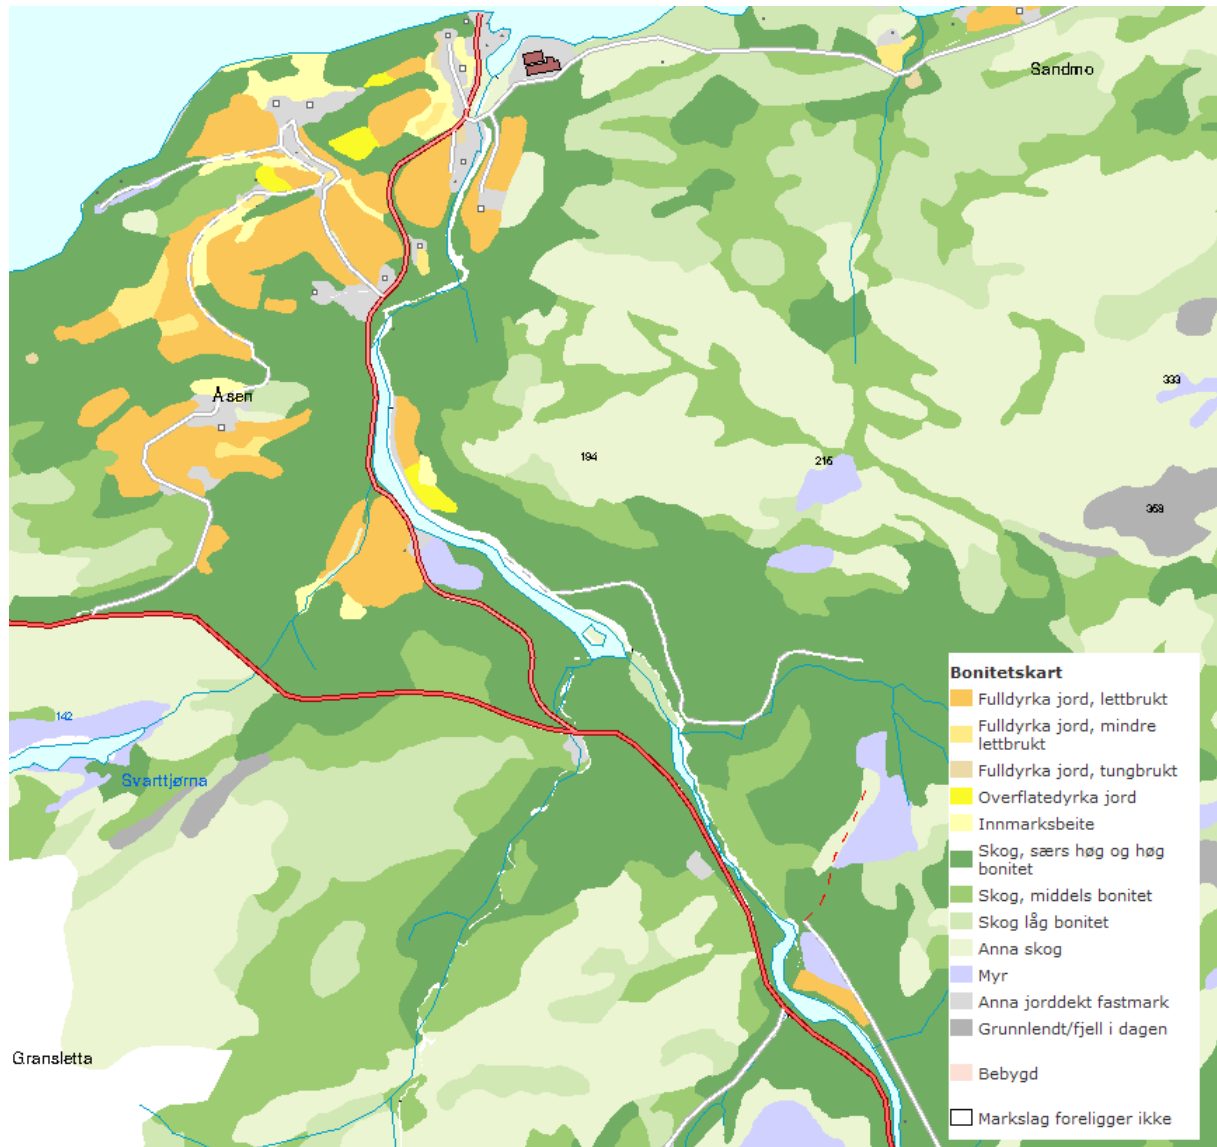 Sandmo
333
Åsen
194
216
359
142
Svarttjørna
Gransletta
Bonitetskart
Fulldyrka jord, lettbrukt
Fulldyrka jord, mindre
lettbrukt
Fulldyrka jord, tungbrukt
Overflatedyrka jord
Innmarksbeite
Skog, særs høg og høg
bonitet
Skog, middels bonitet
Skog låg bonitet
Anna skog
Myr
Anna jorddekt fastmark
Grunnlendt/fjell i dagen
Bebygd
Markslag foreligger ikke